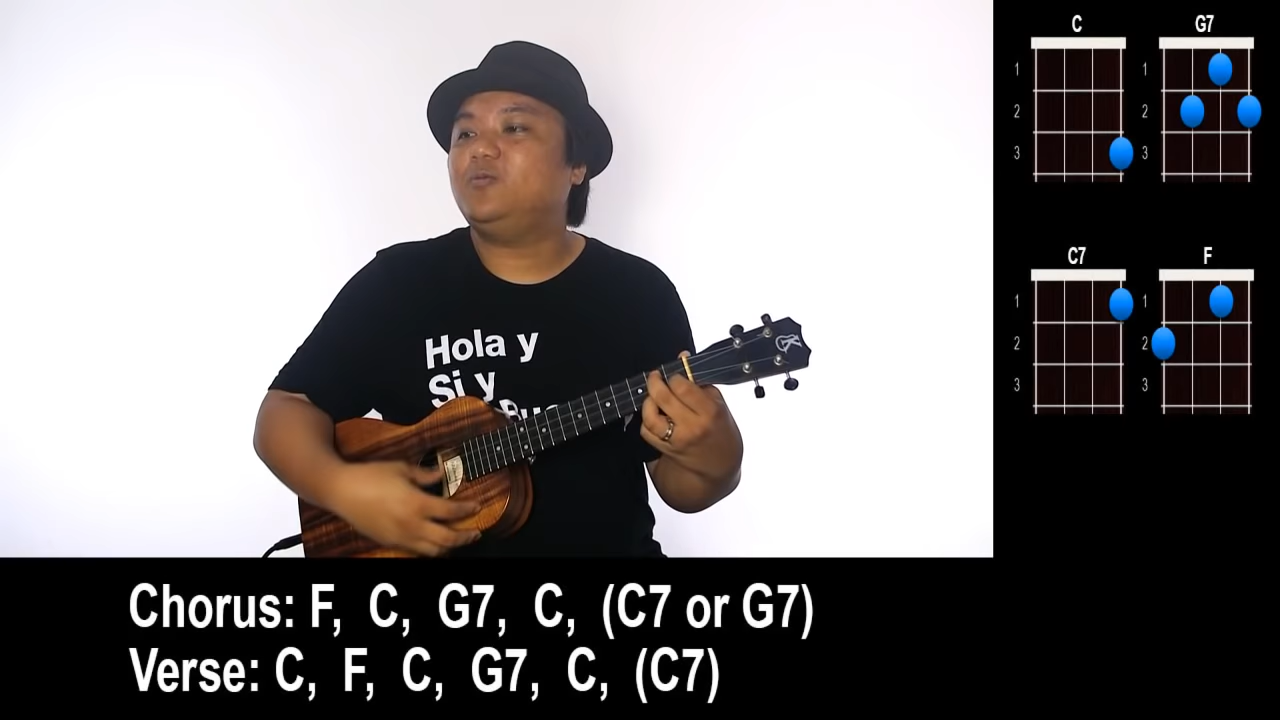 C G7
1 1
2 2
3 3
C7 F
1 1
2 2
3 3
Hola y
Si y
Chorus: F, C, G7, C, (C7 or G7)
Verse: C, F, C, G7, C, (C7)